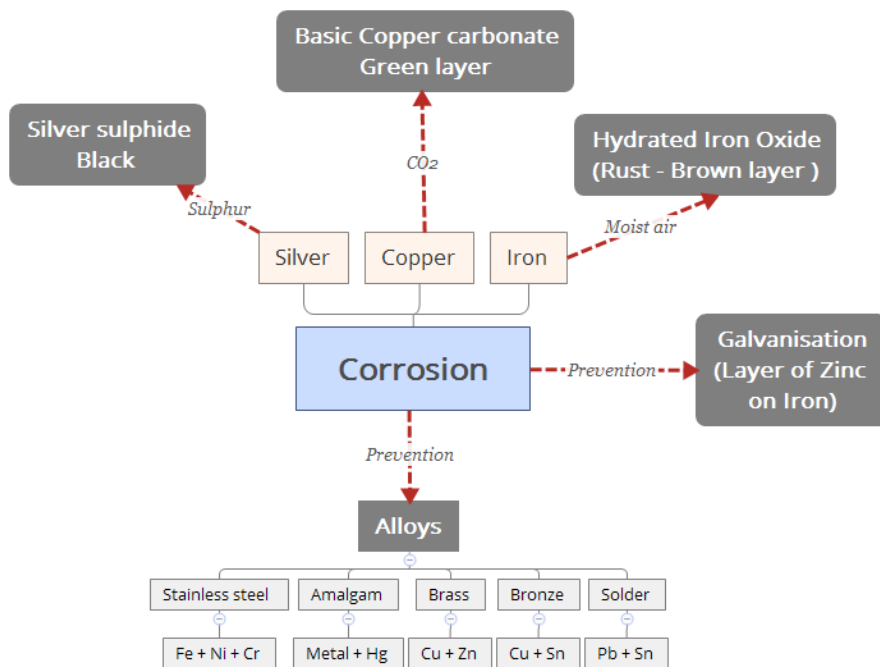 Basic Copper carbonate
Green layer
Silver sulphide
Black
Hydrated Iron Oxide
(Rust - Brown layer )
CO2
Sulphur
Moist air
Silver
Copper
Iron
Corrosion
Prevention
Galvanisation
(Layer of Zinc
on Iron)
Prevention
Alloys
Stainless steel
Amalgam
Brass
Bronze
Solder
Fe + Ni + Cr
Metal + Hg
Cu + Zn
Cu + Sn
Pb + Sn